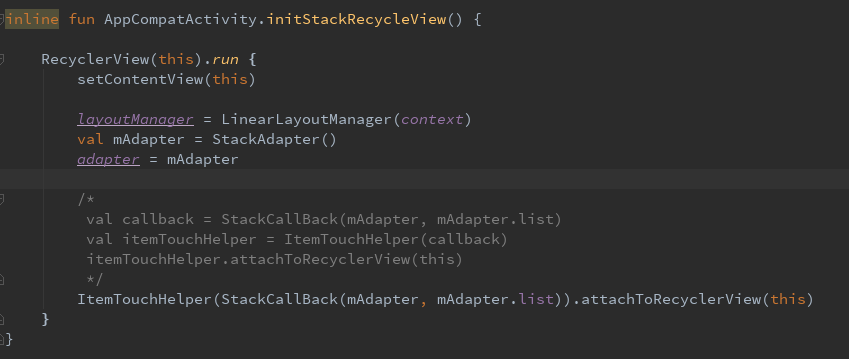 inline fun AppCompatActivity.initStackRecycleView() {
RecyclerView(this).run {
setContentView(this)
layoutManager = LinearLayoutManager(context)
val mAdapter = StackAdapter()
adapter = mAdapter
/*
val callback = StackCallBack(mAdapter, mAdapter.list)
val itemTouchHelper = ItemTouchHelper(callback)
itemTouchHelper.attachToRecyclerView(this)
*/
ItemTouchHelper(StackCallBack(mAdapter, mAdapter.list)).attachToRecyclerView(this)
}
}